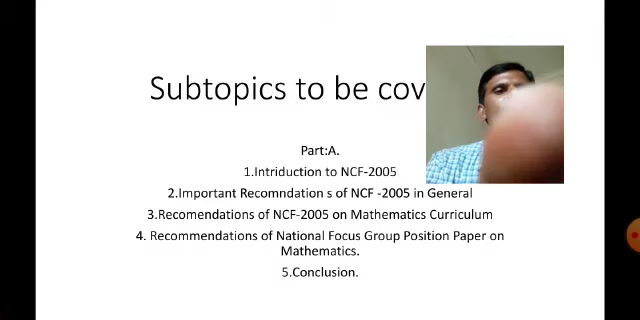 Subtopics to be cov
Part:A.
1.Intriduction to NCF-2005
2.Important Recomndation s of NCF -2005 in General
3.Recomendations of NCF-2005 on Mathematics Curriculum
4. Recommendations of National Focus Group Position Paper on
Mathematics.
5.Conclusion.